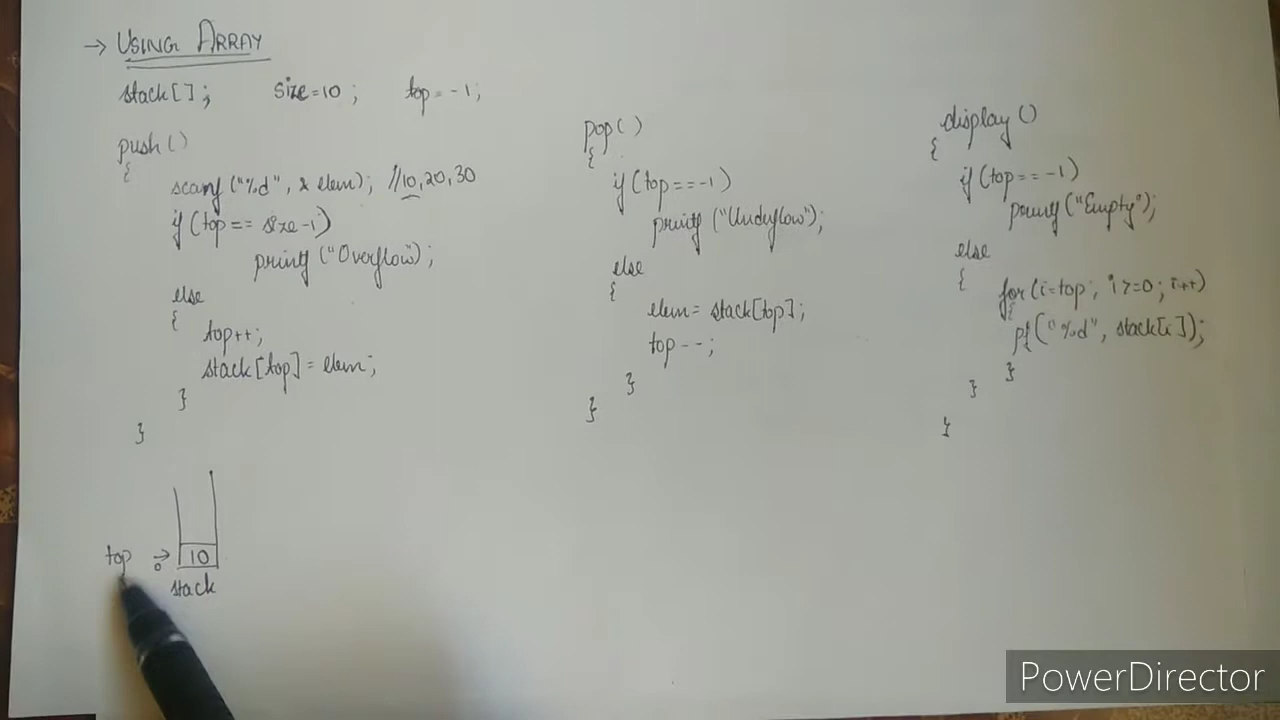 → USING ARRAY
stack[]; size=10; top=-1;
push()
{
scanf("%d", & elem); //10,20,30
if(top== size-1)
printf("Overflow");
else
{
top++;
stack[top]= elem;
}
}
pop()
{
if(top==-1)
printf("Underflow");
else
{
elem= stack[top];
top--;
}
}
display()
{
if(top==-1)
printf("Empty");
else
{
for(i=top; i>=0; i++)
{
pf("%d", stack[i]);
}
}
}
top 0 → 10
stack
PowerDirector